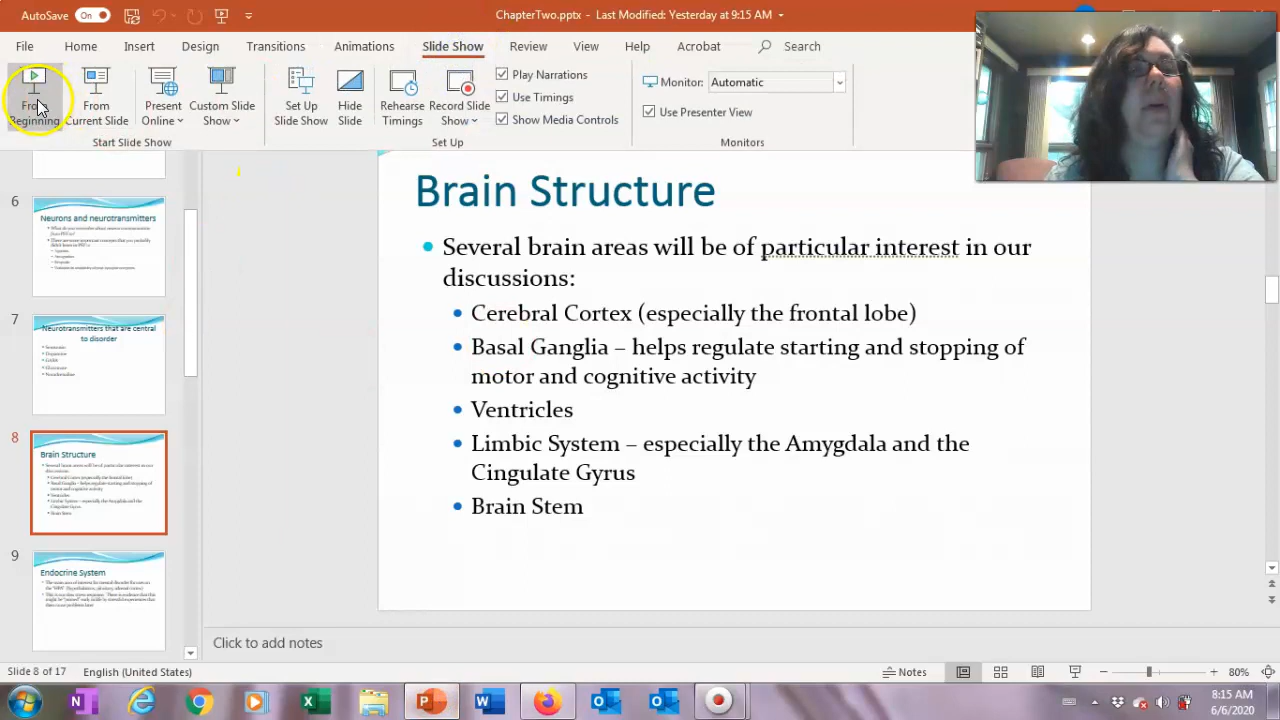 AutoSave On
ChapterTwo.pptx - Last Modified: Yesterday at 9:15 AM
File Home Insert Design Transitions Animations Slide Show Review View Help Acrobat Search
From Beginning
From Current Slide
Present Online
Custom Slide Show
Set Up Slide Show
Hide Slide
Rehearse Timings
Record Slide Show
Play Narrations
Use Timings
Show Media Controls
Monitor: Automatic
Use Presenter View
Start Slide Show
Set Up
Monitors
6
Neurons and neurotransmitters
7
Neurotransmitters that are central
to disorder
8
Brain Structure
9
Endocrine System
Brain Structure
Several brain areas will be of particular interest in our
discussions:
Cerebral Cortex (especially the frontal lobe)
Basal Ganglia – helps regulate starting and stopping of
motor and cognitive activity
Ventricles
Limbic System – especially the Amygdala and the
Cingulate Gyrus
Brain Stem
Click to add notes
Slide 8 of 17 English (United States)
Notes
80%
8:15 AM
6/6/2020